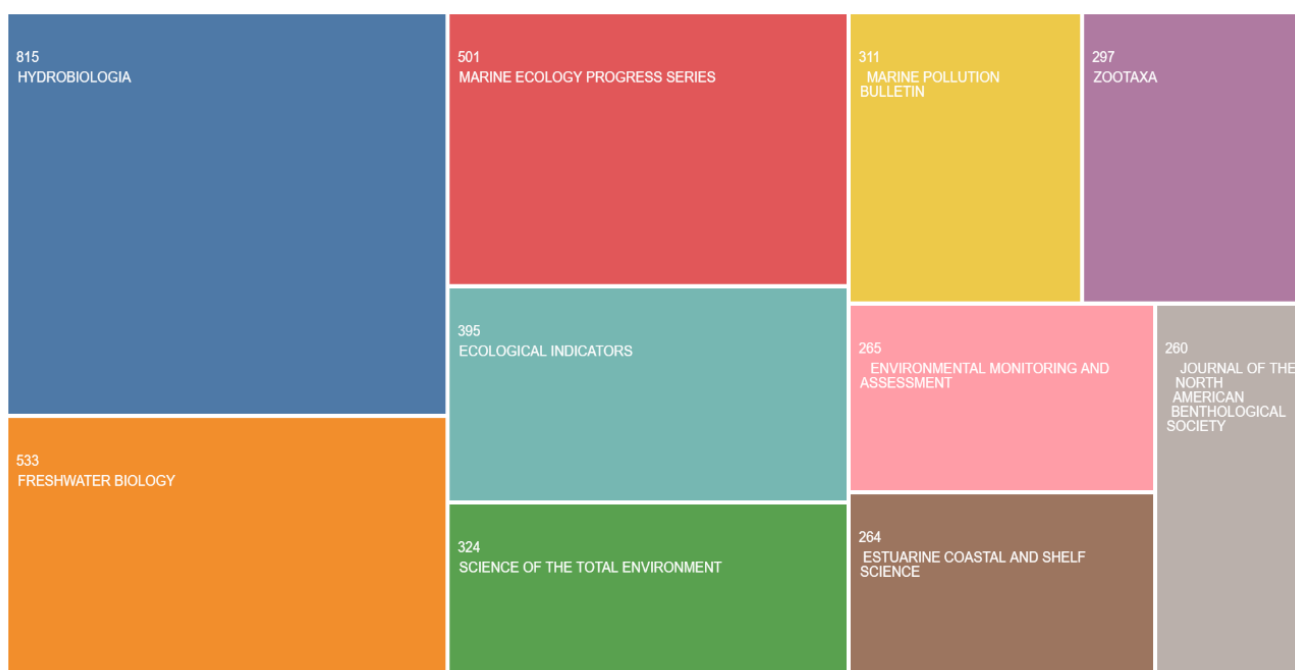 815
HYDROBIOLOGIA
533
FRESHWATER BIOLOGY
501
MARINE ECOLOGY PROGRESS SERIES
395
ECOLOGICAL INDICATORS
324
SCIENCE OF THE TOTAL ENVIRONMENT
311
MARINE POLLUTION
BULLETIN
297
ZOOTAXA
265
ENVIRONMENTAL MONITORING AND
ASSESSMENT
264
ESTUARINE COASTAL AND SHELF
SCIENCE
260
JOURNAL OF THE
NORTH
AMERICAN
BENTHOLOGICAL
SOCIETY